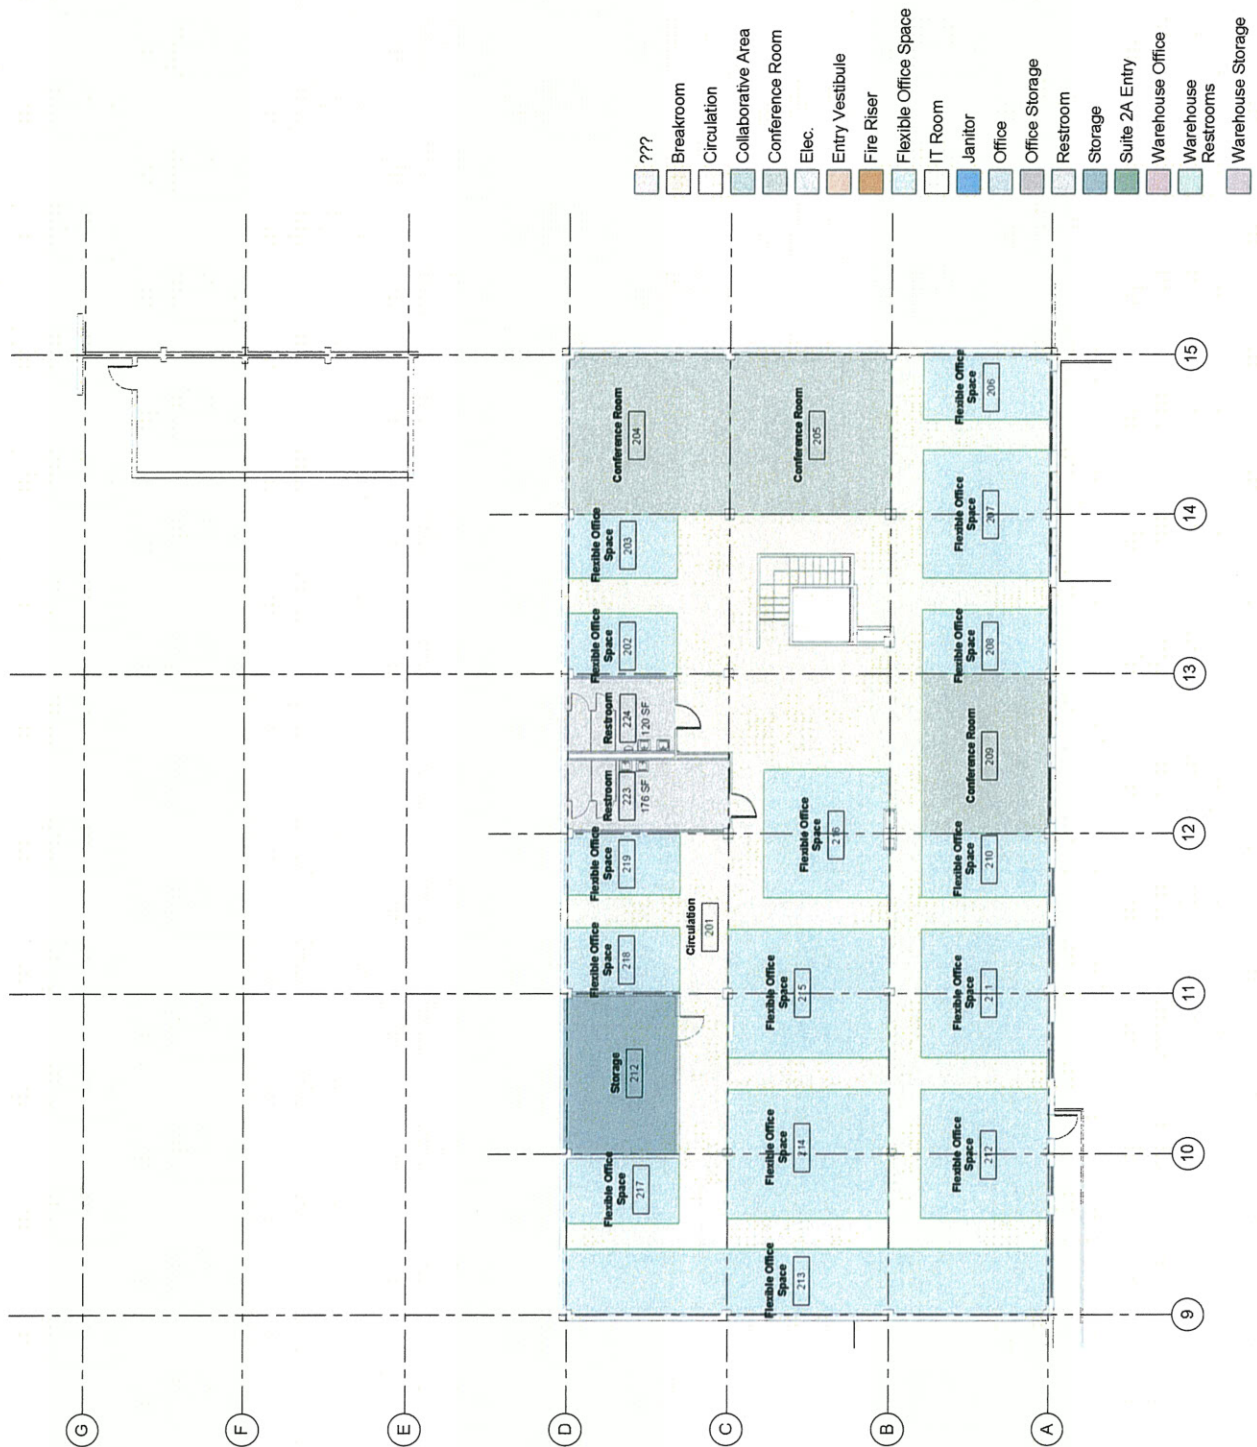 ???
Breakroom
Circulation
Collaborative Area
Conference Room
Elec.
Entry Vestibule
Fire Riser
Flexible Office Space
IT Room
Janitor
Office
Office Storage
Restroom
Storage
Suite 2A Entry
Warehouse Office
Warehouse
Restrooms
Warehouse Storage
G
F
E
D
C
B
A
9
10
11
12
13
14
15
Flexible Office
Space
217
Storage
212
Flexible Office
Space
218
Flexible Office
Space
219
Restroom
223
176 SF
Restroom
224
120 SF
Flexible Office
Space
202
Flexible Office
Space
203
Conference Room
204
Circulation
201
Flexible Office
Space
213
Flexible Office
Space
214
Flexible Office
Space
215
Flexible Office
Space
216
Conference Room
205
Flexible Office
Space
212
Flexible Office
Space
211
Flexible Office
Space
210
Conference Room
209
Flexible Office
Space
208
Flexible Office
Space
207
Flexible Office
Space
206